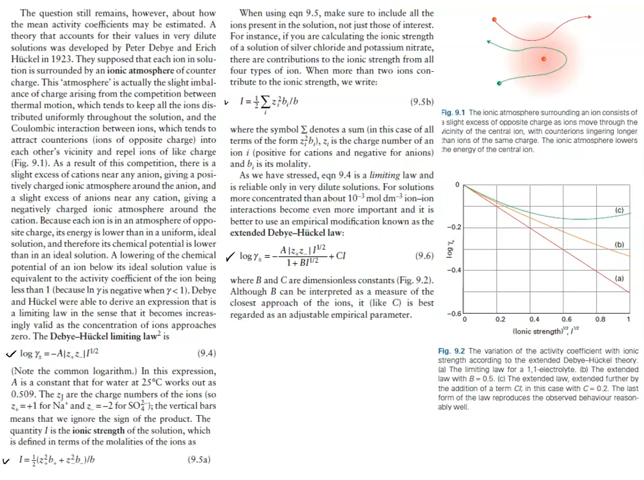 The question still remains, however, about how
the mean activity coefficients may be estimated. A
theory that accounts for their values in very dilute
solutions was developed by Peter Debye and Erich
Hückel in 1923. They supposed that each ion in solu-
tion is surrounded by an ionic atmosphere of counter
charge. This 'atmosphere' is actually the slight imbal-
ance of charge arising from the competition between
thermal motion, which tends to keep all the ions dis-
tributed uniformly throughout the solution, and the
Coulombic interaction between ions, which tends to
attract counterions (ions of opposite charge) into
each other's vicinity and repel ions of like charge
(Fig. 9.1). As a result of this competition, there is a
slight excess of cations near any anion, giving a posi-
tively charged ionic atmosphere around the anion, and
a slight excess of anions near any cation, giving a
negatively charged ionic atmosphere around the
cation. Because each ion is in an atmosphere of oppo-
site charge, its energy is lower than in a uniform, ideal
solution, and therefore its chemical potential is lower
than in an ideal solution. A lowering of the chemical
potential of an ion below its ideal solution value is
equivalent to the activity coefficient of the ion being
less than 1 (because ln γ is negative when γ < 1). Debye
and Hückel were able to derive an expression that is
a limiting law in the sense that it becomes increas-
ingly valid as the concentration of ions approaches
zero. The Debye–Hückel limiting law² is
✓ log γ± = −A|z₊z₋|I^1/2 (9.4)
(Note the common logarithm.) In this expression,
A is a constant that for water at 25°C works out as
0.509. The zJ are the charge numbers of the ions (so
z₊ = +1 for Na⁺ and z₋ = −2 for SO₄²⁻); the vertical bars
means that we ignore the sign of the product. The
quantity I is the ionic strength of the solution, which
is defined in terms of the molalities of the ions as
✓ I = ½(z₊²b₊ + z₋²b₋)/b (9.5a)
When using eqn 9.5, make sure to include all the
ions present in the solution, not just those of interest.
For instance, if you are calculating the ionic strength
of a solution of silver chloride and potassium nitrate,
there are contributions to the ionic strength from all
four types of ion. When more than two ions con-
tribute to the ionic strength, we write:
✓ I = ½ Σ zᵢ²bᵢ/b (9.5b)
i
where the symbol Σ denotes a sum (in this case of all
terms of the form zᵢ²bᵢ), zᵢ is the charge number of an
ion i (positive for cations and negative for anions)
and bᵢ is its molality.
As we have stressed, eqn 9.4 is a limiting law and
is reliable only in very dilute solutions. For solutions
more concentrated than about 10⁻³ mol dm⁻³ ion–ion
interactions become even more important and it is
better to use an empirical modification known as the
extended Debye–Hückel law:
✓ log γ± = − A|z₊z₋|I^1/2 / 1 + BI^1/2 + CI (9.6)
where B and C are dimensionless constants (Fig. 9.2).
Although B can be interpreted as a measure of the
closest approach of the ions, it (like C) is best
regarded as an adjustable empirical parameter.
Fig. 9.1 The ionic atmosphere surrounding an ion consists of
a slight excess of opposite charge as ions move through the
vicinity of the central ion, with counterions lingering longer
than ions of the same charge. The ionic atmosphere lowers
the energy of the central ion.
0
−0.2
−0.4
−0.6
log γ±
(c)
(b)
(a)
0 0.2 0.4 0.6 0.8 1
(Ionic strength)^1/2, I^1/2
Fig. 9.2 The variation of the activity coefficient with ionic
strength according to the extended Debye–Hückel theory.
(a) The limiting law for a 1,1-electrolyte. (b) The extended
law with B = 0.5. (c) The extended law, extended further by
the addition of a term CI, in this case with C = 0.2. The last
form of the law reproduces the observed behaviour reason-
ably well.